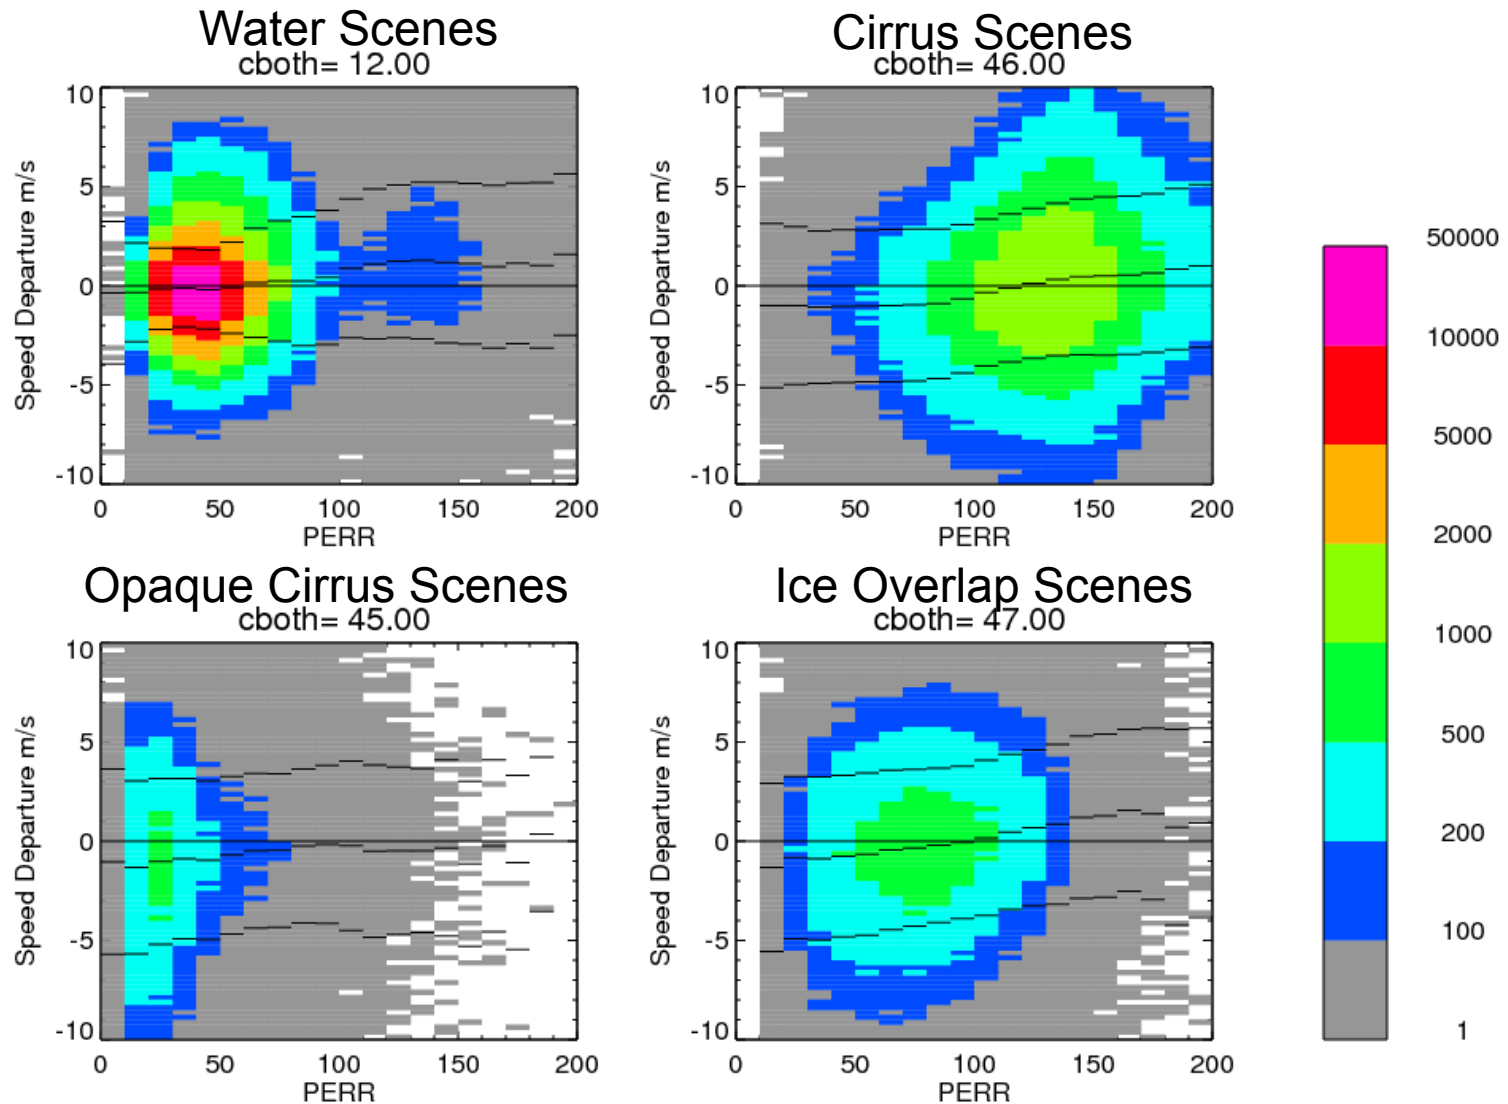 Water Scenes
cboth= 12.00
10
5
0
-5
-10
Speed Departure m/s
0 50 100 150 200
PERR
Cirrus Scenes
cboth= 46.00
10
5
0
-5
-10
Speed Departure m/s
0 50 100 150 200
PERR
Opaque Cirrus Scenes
cboth= 45.00
10
5
0
-5
-10
Speed Departure m/s
0 50 100 150 200
PERR
Ice Overlap Scenes
cboth= 47.00
10
5
0
-5
-10
Speed Departure m/s
0 50 100 150 200
PERR
50000
10000
5000
2000
1000
500
200
100
1